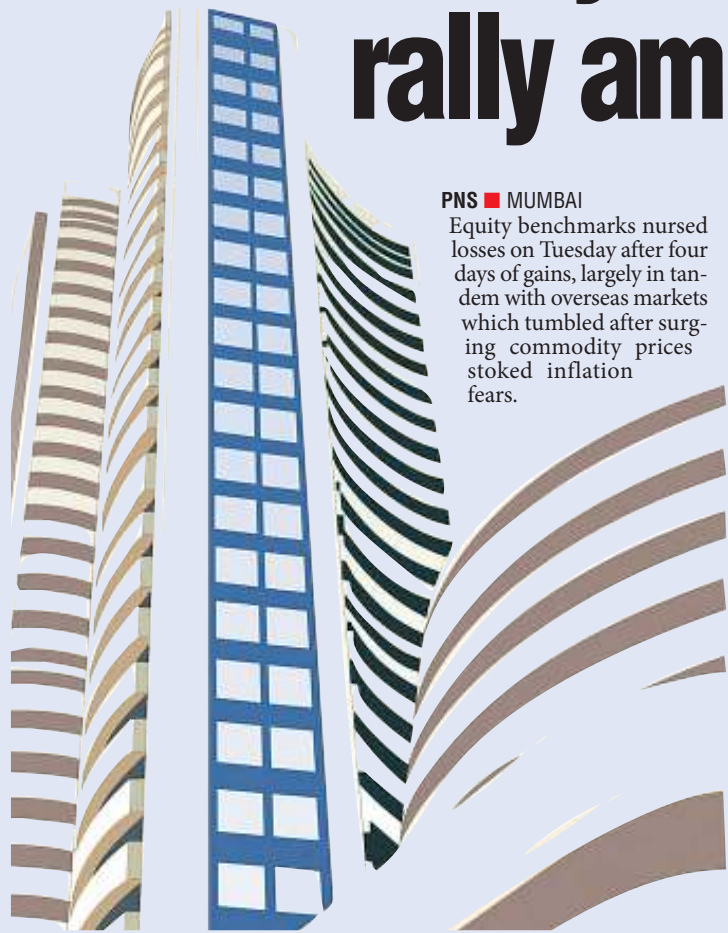 rally am
PNS ■ MUMBAI
Equity benchmarks nursed
losses on Tuesday after four
days of gains, largely in tan-
dem with overseas markets
which tumbled after surg-
ing commodity prices
stoked inflation
fears.